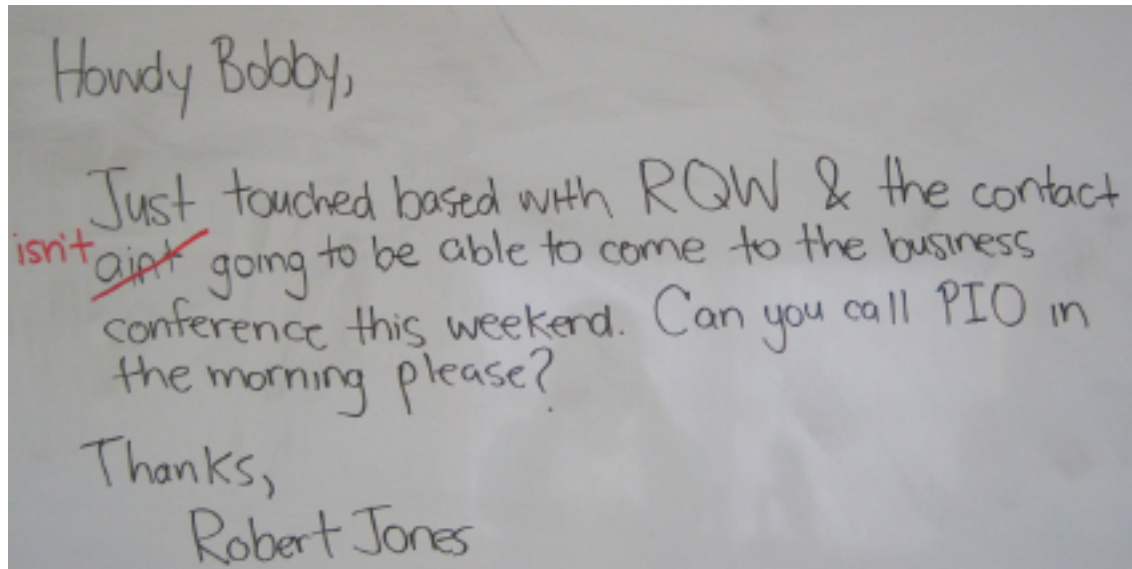 Howdy Bobby,
Just touched based with RQW & the contact
isn't aint going to be able to come to the business
conference this weekend. Can you call PIO in
the morning please?
Thanks,
Robert Jones